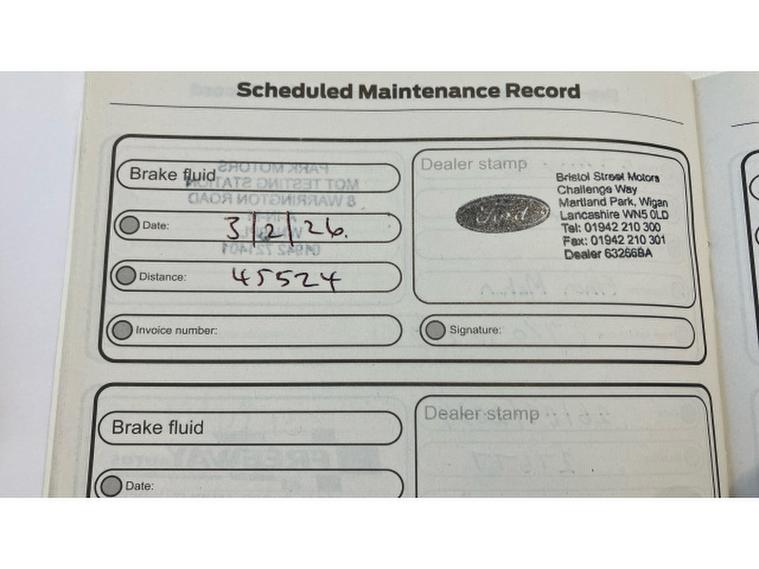 Scheduled Maintenance Record
Brake fluid
Date: 3/2/26.
Distance: 45524
Invoice number:
Dealer stamp
Ford
Bristol Street Motors
Challenge Way
Martland Park, Wigan
Lancashire WN5 0LD
Tel: 01942 210 300
Fax: 01942 210 301
Dealer 63266BA
Signature:
Brake fluid
Date:
Dealer stamp